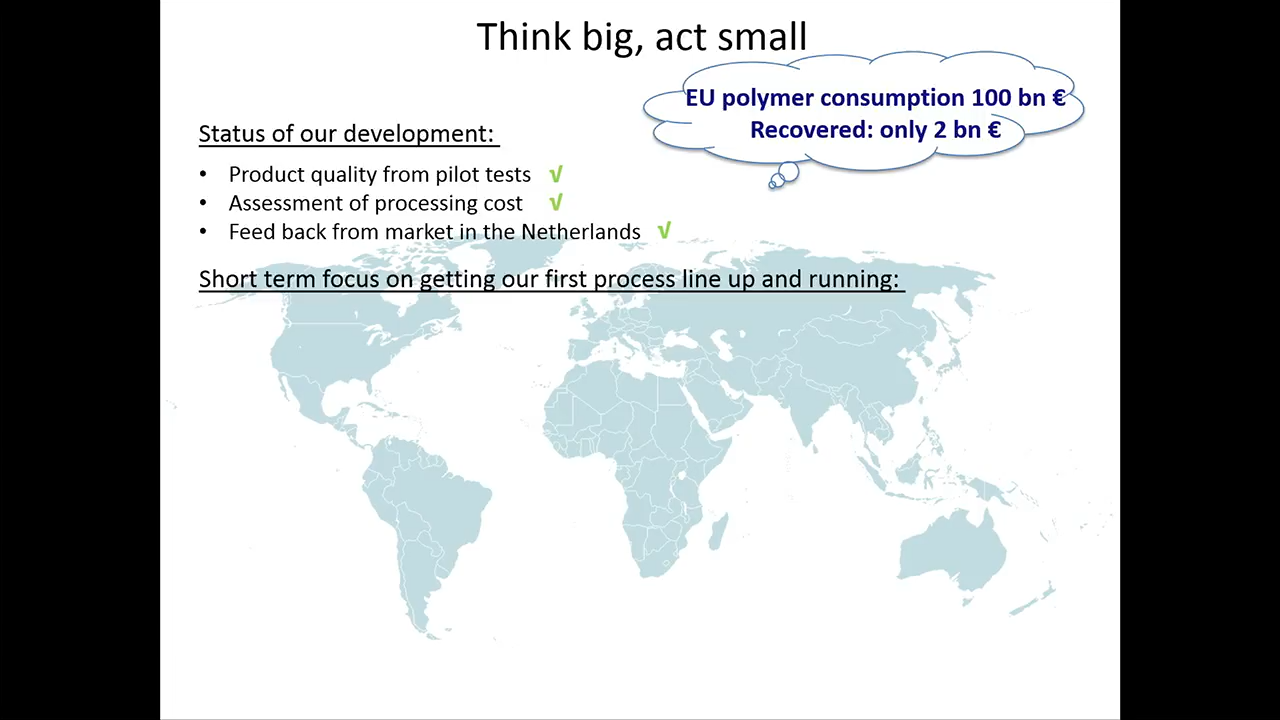 Think big, act small
EU polymer consumption 100 bn €
Recovered: only 2 bn €
Status of our development:
• Product quality from pilot tests √
• Assessment of processing cost √
• Feed back from market in the Netherlands √
Short term focus on getting our first process line up and running: